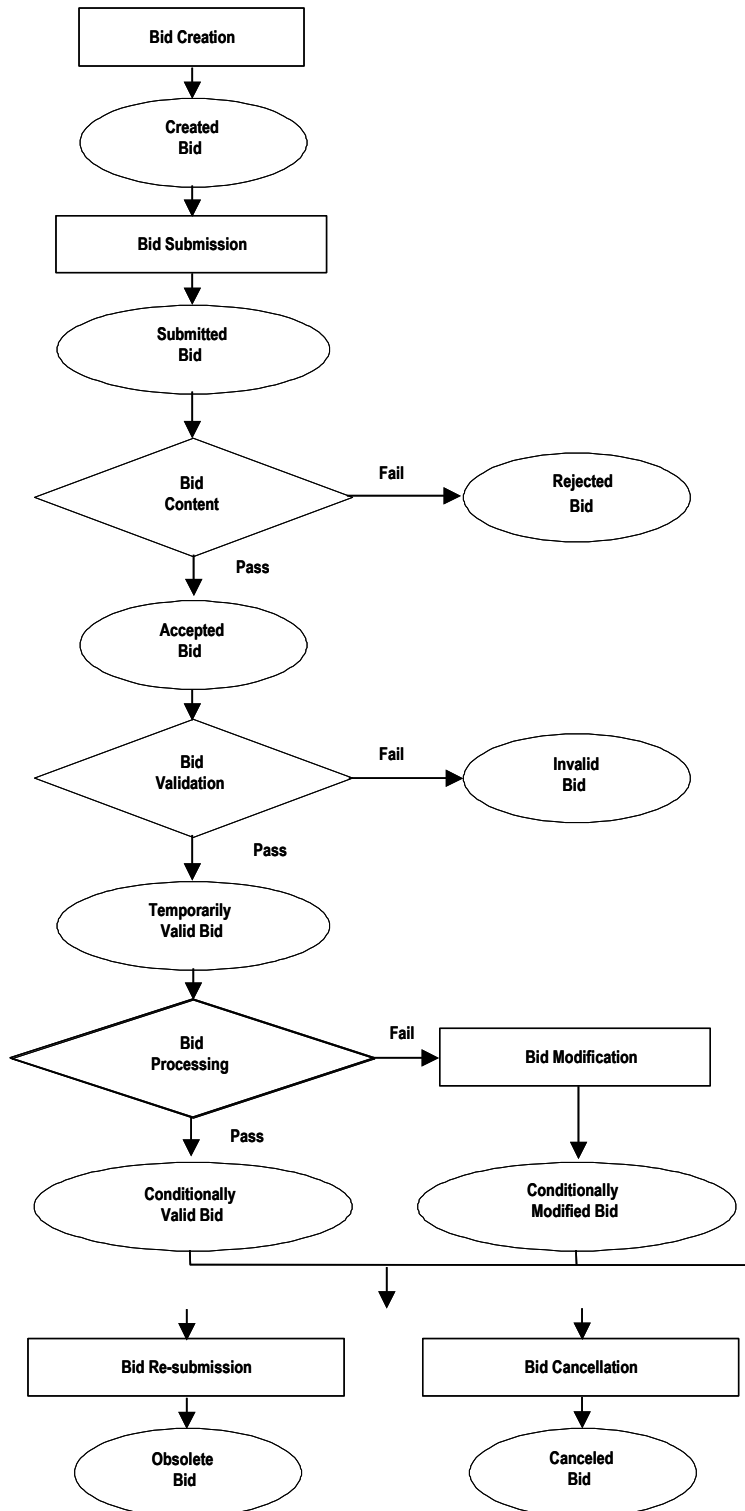 Bid Creation
Created
Bid
Bid Submission
Submitted
Bid
Bid
Content
Fail
Rejected
Bid
Pass
Accepted
Bid
Bid
Validation
Fail
Invalid
Bid
Pass
Temporarily
Valid Bid
Bid
Processing
Fail
Bid Modification
Pass
Conditionally
Valid Bid
Conditionally
Modified Bid
Bid Re-submission
Bid Cancellation
Obsolete
Bid
Canceled
Bid